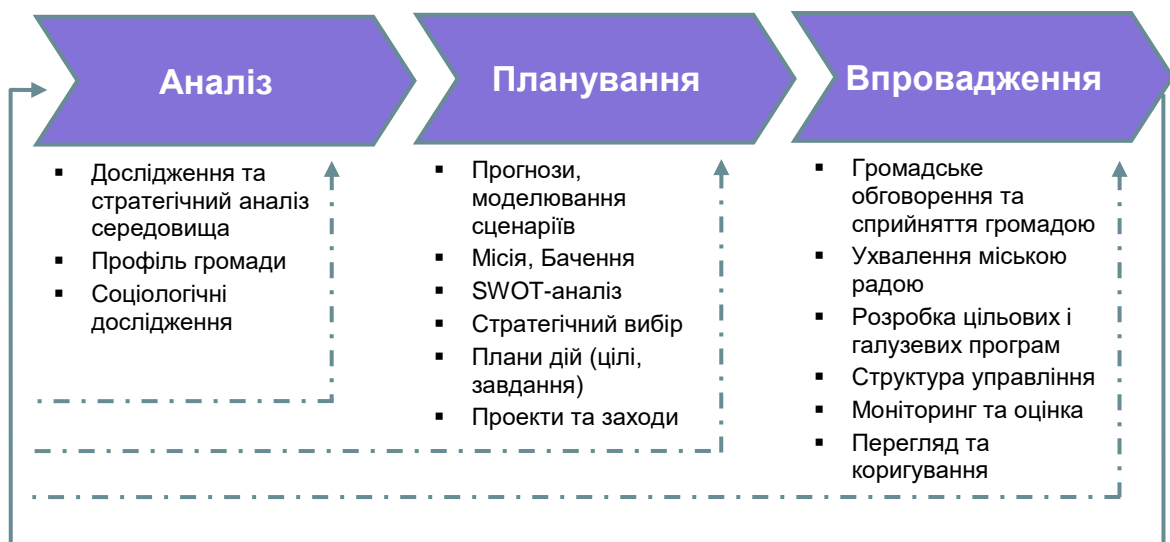 Аналіз
Дослідження та
стратегічний аналіз
середовища
Профіль громади
Соціологічні
дослідження
Планування
Прогнози,
моделювання
сценаріїв
Місія, Бачення
SWOT-аналіз
Стратегічний вибір
Плани дій (цілі,
завдання)
Проекти та заходи
Впровадження
Громадське
обговорення та
сприйняття громадою
Ухвалення міською
радою
Розробка цільових і
галузевих програм
Структура управління
Моніторинг та оцінка
Перегляд та
коригування